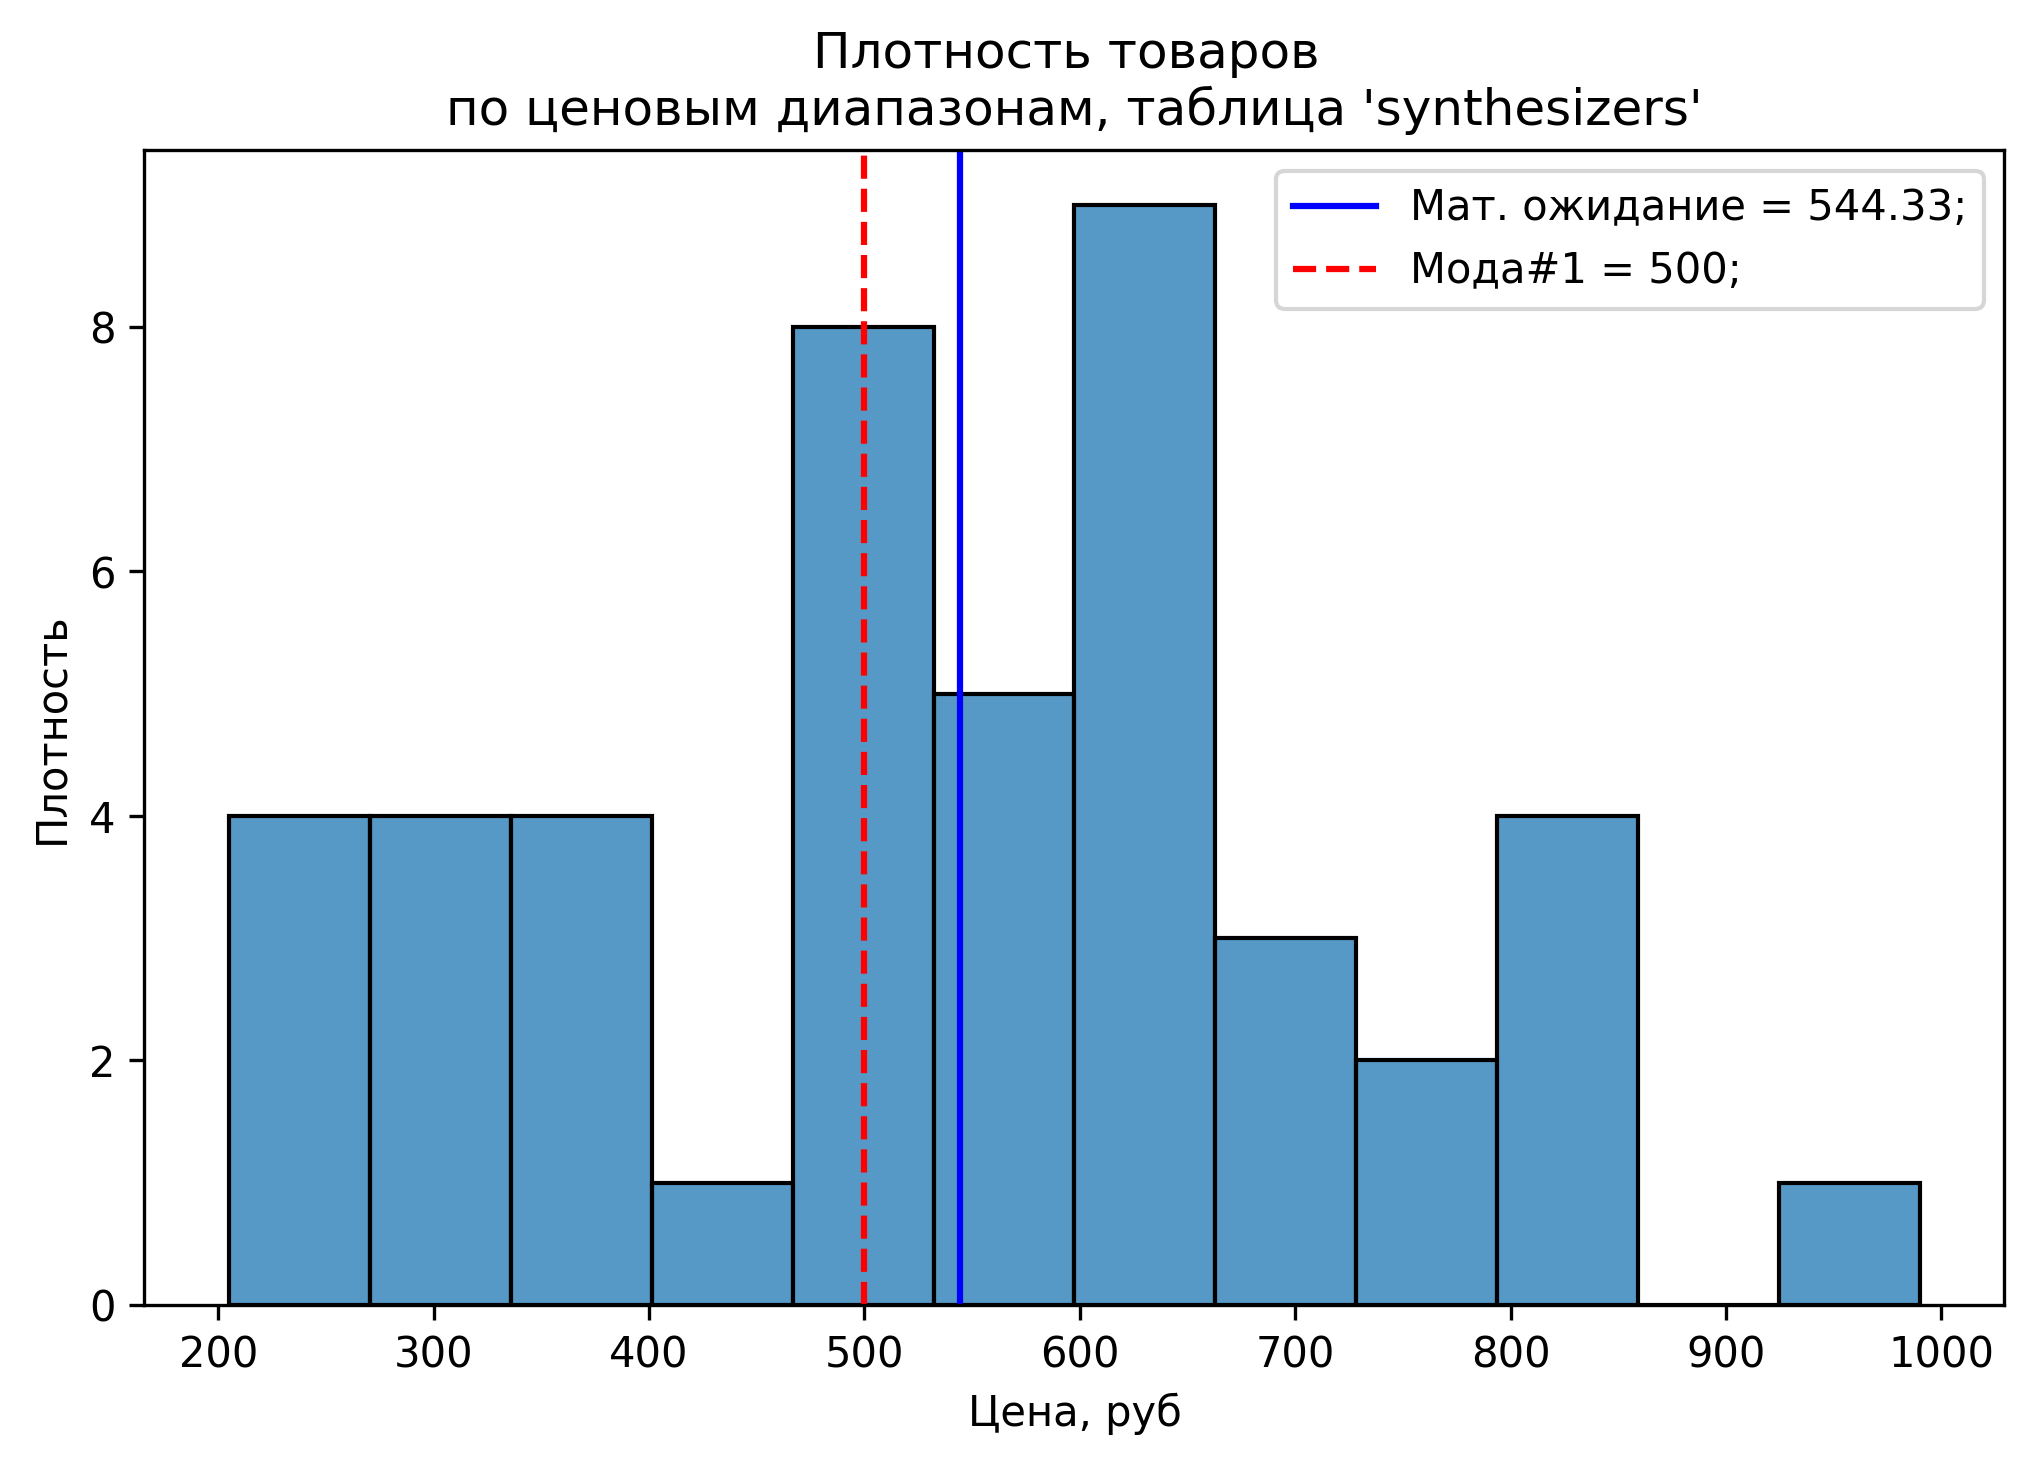 Плотность товаров
по ценовым диапазонам, таблица 'synthesizers'
Мат. ожидание = 544.33;
Мода#1 = 500;
Плотность
8
6
4
2
0
200 300 400 500 600 700 800 900 1000
Цена, руб